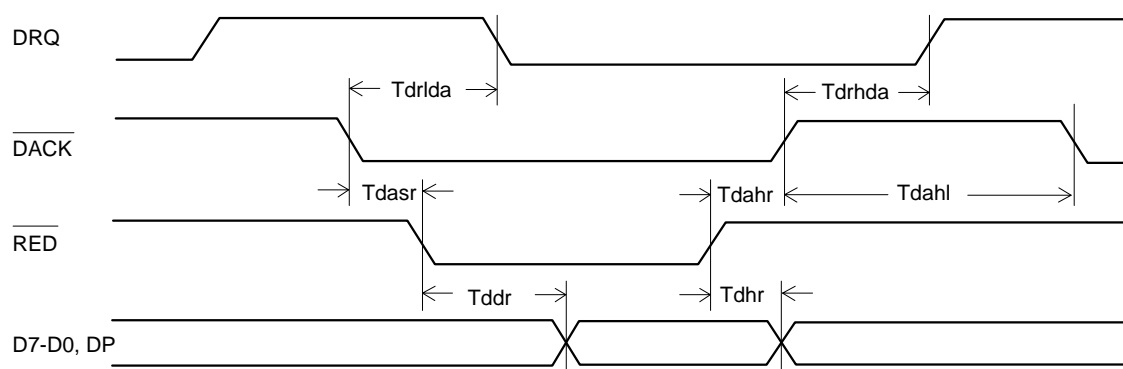 DRQ
Tdrlda
Tdrhda
DACK
Tdasr
Tdahr
Tdahl
RED
Tddr
Tdhr
D7-D0, DP